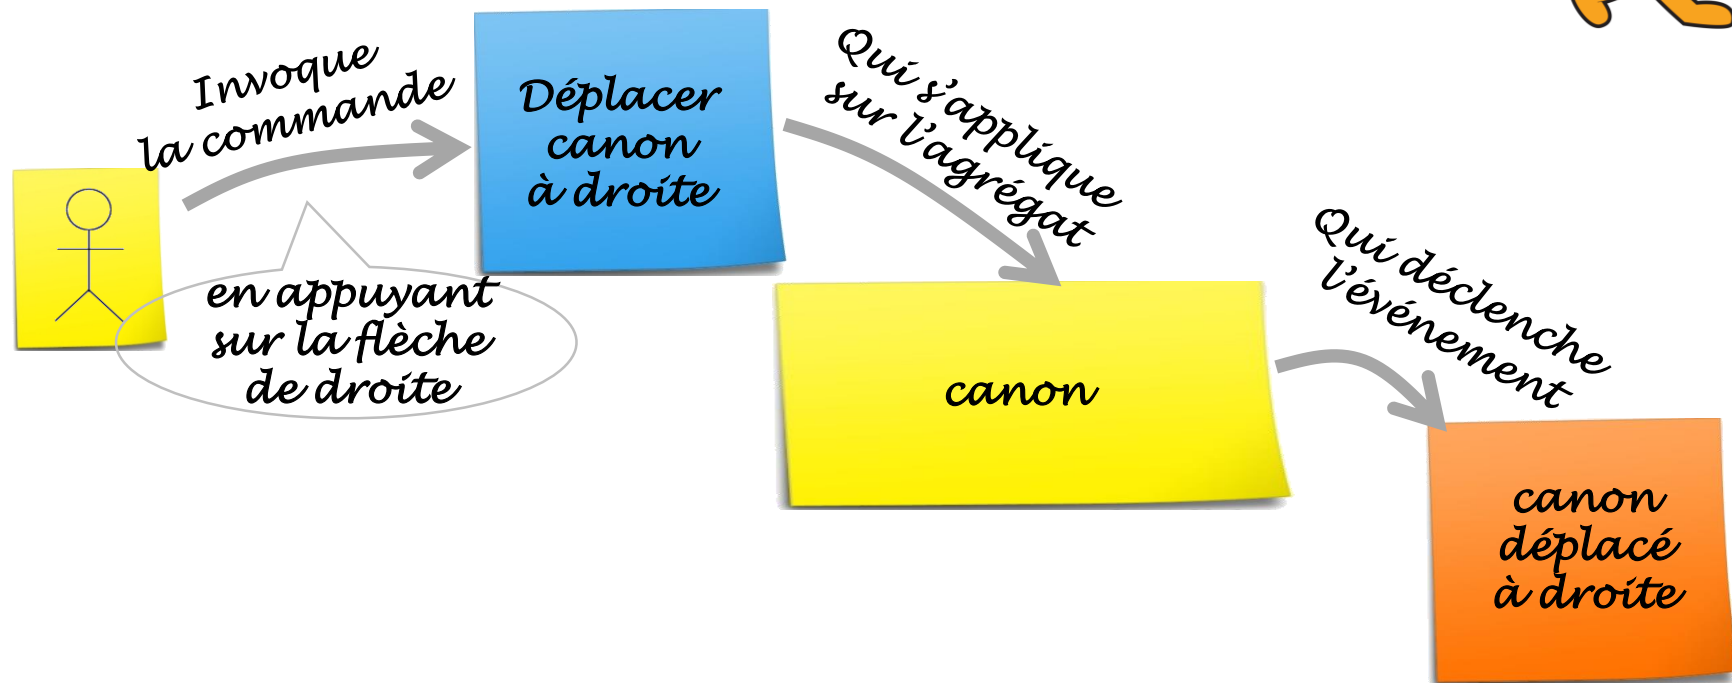 Invoque
la commande
Déplacer
canon
à droite
Qui s'applique
sur l'agrégat
en appuyant
sur la flèche
de droite
canon
Qui déclenche
l'événement
canon
déplacé
à droite